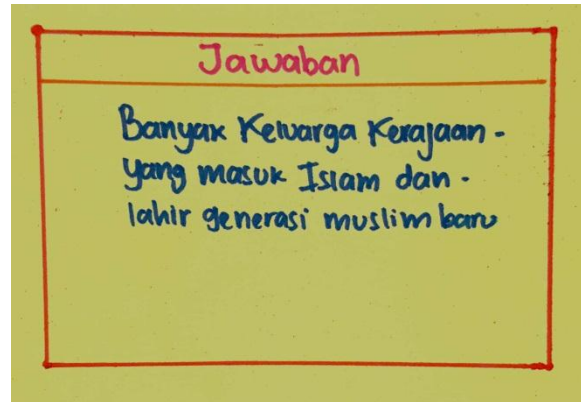 Jawaban
Banyak Keluarga Kerajaan -
yang masuk Islam dan -
lahir generasi muslim baru